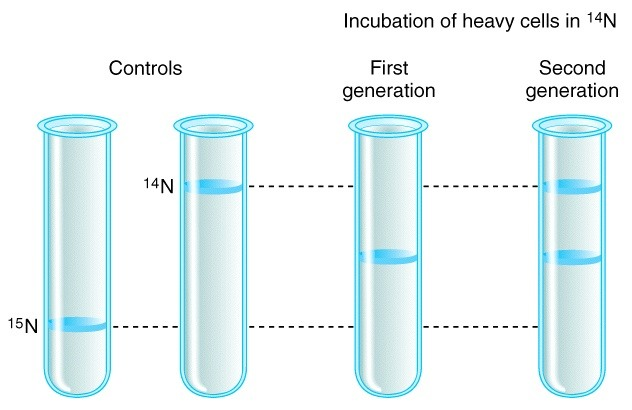 Incubation of heavy cells in ¹⁴N
Controls
First
generation
Second
generation
¹⁴N
¹⁵N